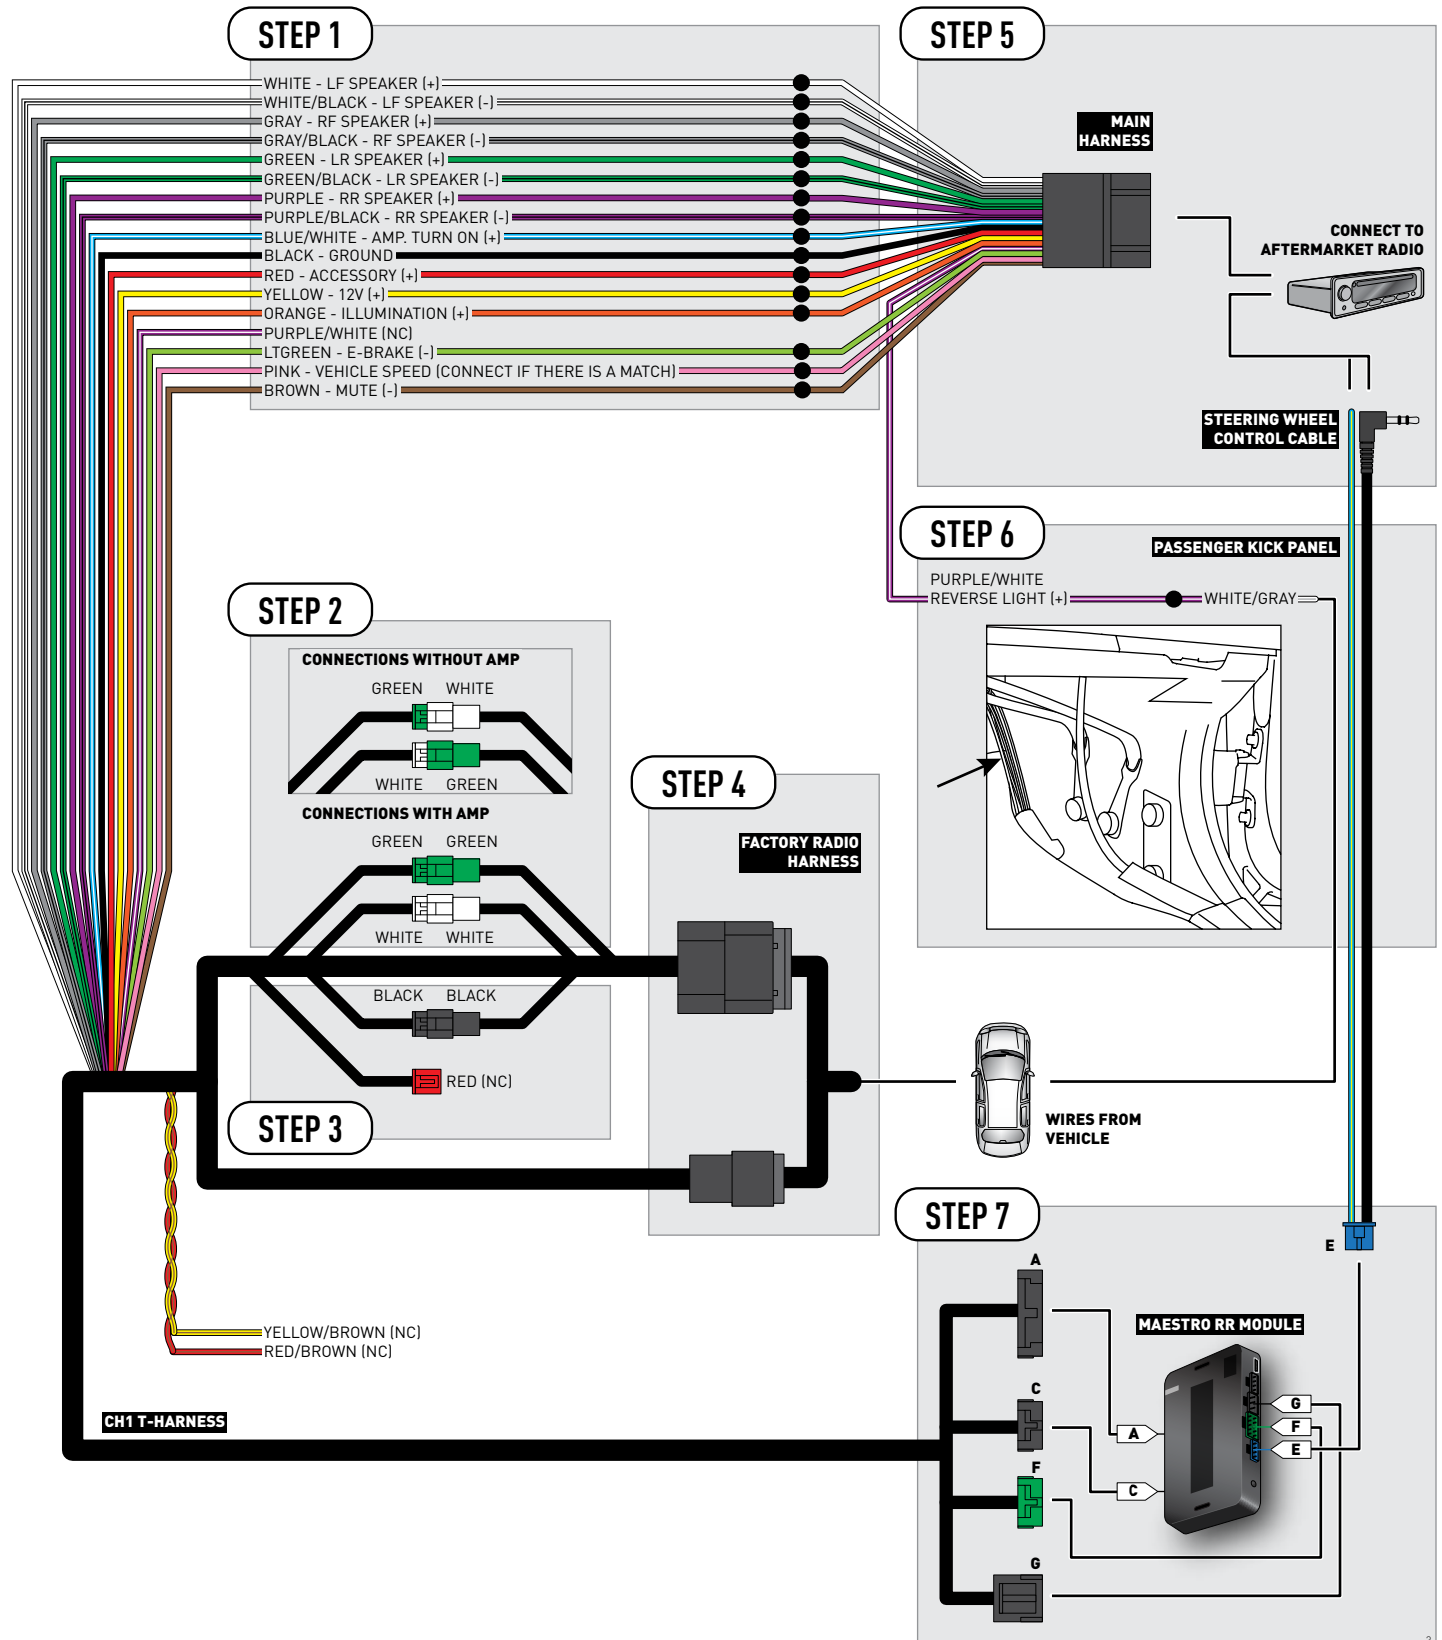 STEP 1
WHITE - LF SPEAKER (+)
WHITE/BLACK - LF SPEAKER (-)
GRAY - RF SPEAKER (+)
GRAY/BLACK - RF SPEAKER (-)
GREEN - LR SPEAKER (+)
GREEN/BLACK - LR SPEAKER (-)
PURPLE - RR SPEAKER (+)
PURPLE/BLACK - RR SPEAKER (-)
BLUE/WHITE - AMP. TURN ON (+)
BLACK - GROUND
RED - ACCESSORY (+)
YELLOW - 12V (+)
ORANGE - ILLUMINATION (+)
PURPLE/WHITE (NC)
LTGREEN - E-BRAKE (-)
PINK - VEHICLE SPEED (CONNECT IF THERE IS A MATCH)
BROWN - MUTE (-)
STEP 5
MAIN
HARNESS
CONNECT TO
AFTERMARKET RADIO
STEERING WHEEL
CONTROL CABLE
STEP 6
PASSENGER KICK PANEL
PURPLE/WHITE
REVERSE LIGHT (+)
WHITE/GRAY
STEP 2
CONNECTIONS WITHOUT AMP
GREEN WHITE
WHITE GREEN
CONNECTIONS WITH AMP
GREEN GREEN
WHITE WHITE
STEP 4
FACTORY RADIO
HARNESS
BLACK BLACK
RED (NC)
STEP 3
WIRES FROM
VEHICLE
YELLOW/BROWN (NC)
RED/BROWN (NC)
CH1 T-HARNESS
STEP 7
E
A
MAESTRO RR MODULE
C
G
F
A
E
F
C
G